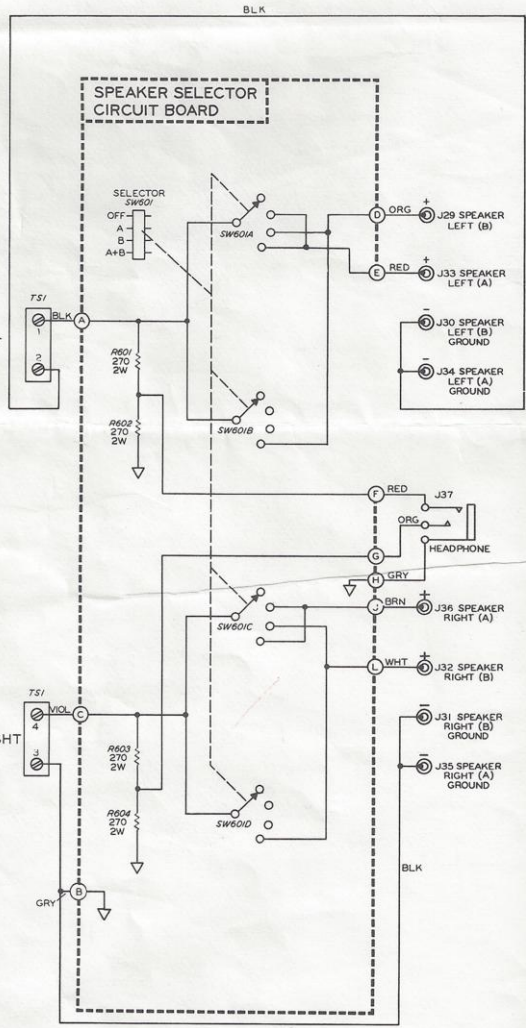 BLK
SPEAKER SELECTOR
CIRCUIT BOARD
SELECTOR
SW601
OFF
A
B
A+B
SW601A
D
ORG
+
J29 SPEAKER
LEFT (B)
E
RED
+
J33 SPEAKER
LEFT (A)
TS1
1
2
BLK
A
−
J30 SPEAKER
LEFT (B)
GROUND
−
J34 SPEAKER
LEFT (A)
GROUND
R601
270
2W
R602
270
2W
SW601B
F
RED
J37
ORG
G
HEADPHONE
H
GRY
J
BRN
+
J36 SPEAKER
RIGHT (A)
SW601C
L
WHT
+
J32 SPEAKER
RIGHT (B)
TS1
4
3
VIOL
C
GHT
−
J31 SPEAKER
RIGHT (B)
GROUND
−
J35 SPEAKER
RIGHT (A)
GROUND
R603
270
2W
R604
270
2W
SW601D
BLK
B
GRY